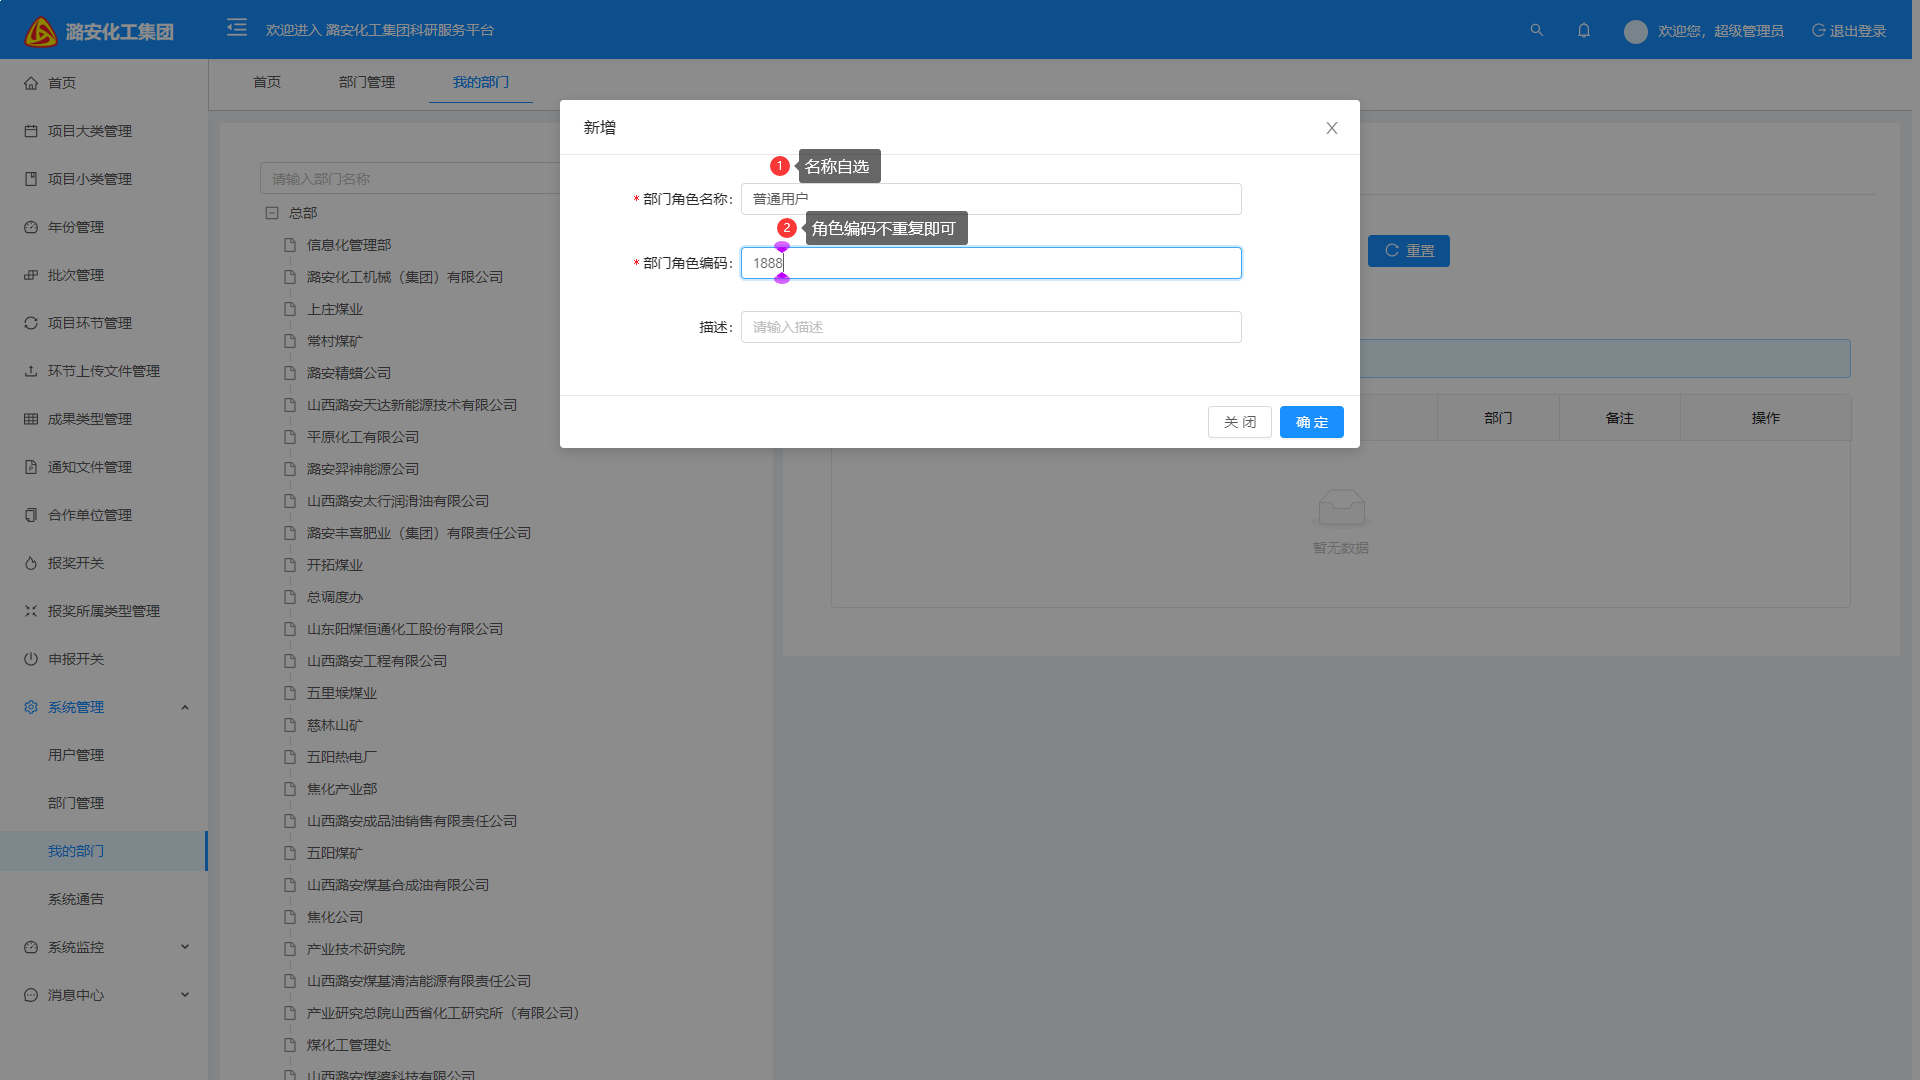 潞安化工集团
欢迎进入 潞安化工集团科研服务平台
欢迎您，超级管理员
退出登录
首页
项目大类管理
项目小类管理
年份管理
批次管理
项目环节管理
环节上传文件管理
成果类型管理
通知文件管理
合作单位管理
报奖开关
报奖所属类型管理
申报开关
系统管理
用户管理
部门管理
我的部门
系统通告
系统监控
消息中心
首页
部门管理
我的部门
请输入部门名称
总部
信息化管理部
潞安化工机械（集团）有限公司
上庄煤业
常村煤矿
潞安精蜡公司
山西潞安天达新能源技术有限公司
平原化工有限公司
潞安羿神能源公司
山西潞安太行润滑油有限公司
潞安丰喜肥业（集团）有限责任公司
开拓煤业
总调度办
山东阳煤恒通化工股份有限公司
山西潞安工程有限公司
五里堠煤业
慈林山矿
五阳热电厂
焦化产业部
山西潞安成品油销售有限责任公司
五阳煤矿
山西潞安煤基合成油有限公司
焦化公司
产业技术研究院
山西潞安煤基清洁能源有限责任公司
产业研究总院山西省化工研究所（有限公司）
煤化工管理处
山西潞安煤婆科技有限公司
新增
1
名称自选
* 部门角色名称：
普通用户
2
角色编码不重复即可
* 部门角色编码：
1888
描述：
请输入描述
关 闭
确 定
重置
部门
备注
操作
暂无数据